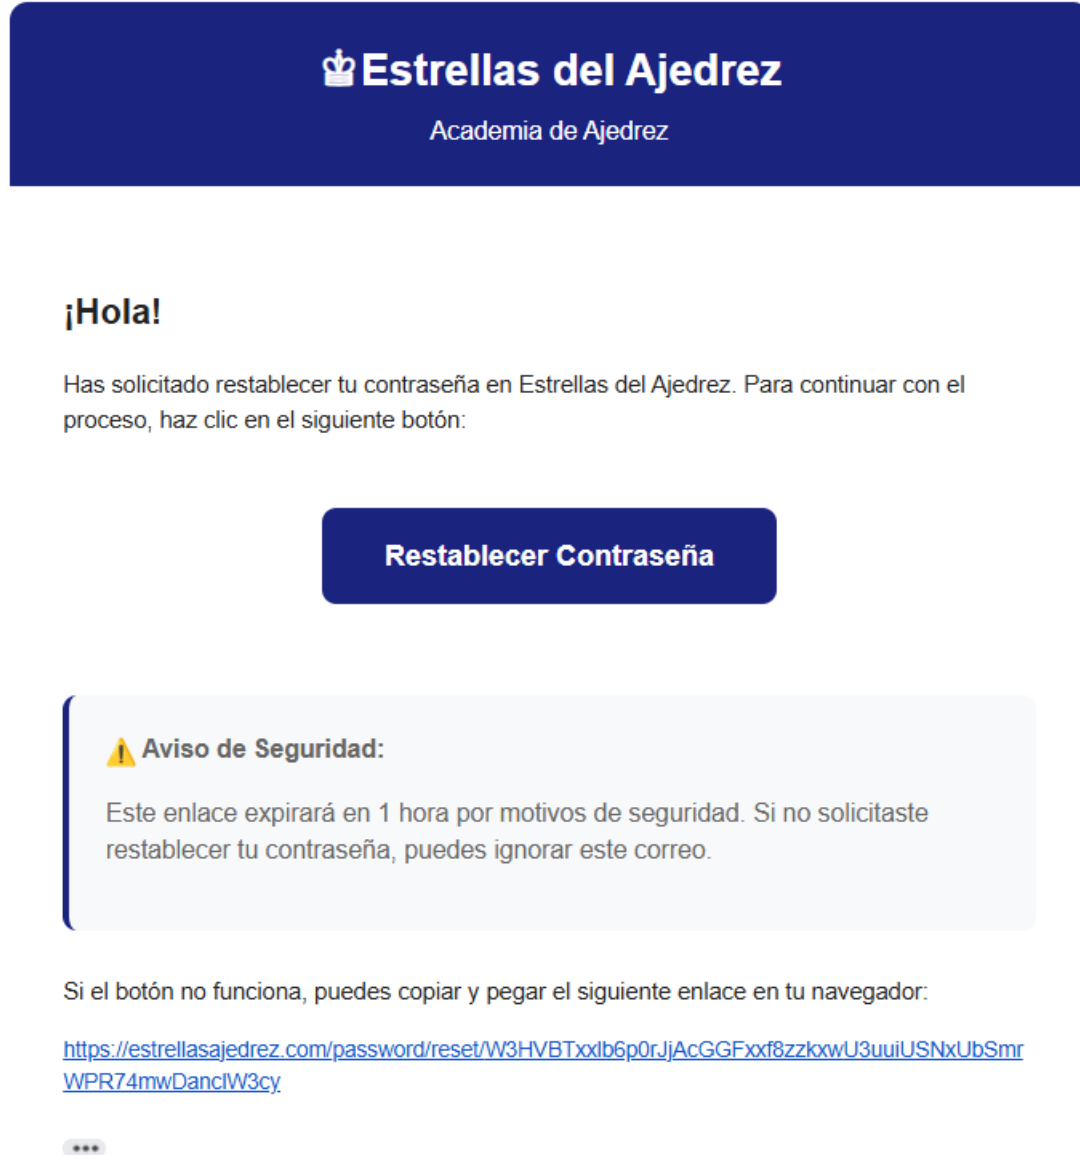 Estrellas del Ajedrez
Academia de Ajedrez
¡Hola!
Has solicitado restablecer tu contraseña en Estrellas del Ajedrez. Para continuar con el
proceso, haz clic en el siguiente botón:
Restablecer Contraseña
Aviso de Seguridad:
Este enlace expirará en 1 hora por motivos de seguridad. Si no solicitaste
restablecer tu contraseña, puedes ignorar este correo.
Si el botón no funciona, puedes copiar y pegar el siguiente enlace en tu navegador:
https://estrellasajedrez.com/password/reset/W3HVBTxxlb6p0rJjAcGGFxxf8zzkxwU3uuiUSNxUbSmr
WPR74mwDanclW3cy